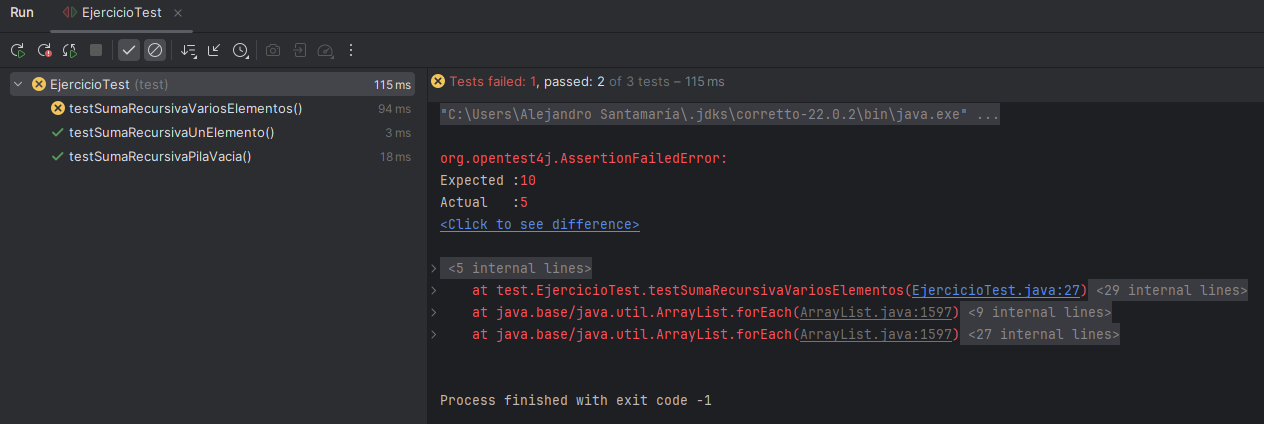 Run EjercicioTest ×
EjercicioTest (test) 115 ms
testSumaRecursivaVariosElementos() 94 ms
testSumaRecursivaUnElemento() 3 ms
testSumaRecursivaPilaVacia() 18 ms
Tests failed: 1, passed: 2 of 3 tests – 115 ms
"C:\Users\Alejandro Santamaría\.jdks\corretto-22.0.2\bin\java.exe" ...
org.opentest4j.AssertionFailedError:
Expected :10
Actual   :5
<Click to see difference>
<5 internal lines>
at test.EjercicioTest.testSumaRecursivaVariosElementos(EjercicioTest.java:27) <29 internal lines>
at java.base/java.util.ArrayList.forEach(ArrayList.java:1597) <9 internal lines>
at java.base/java.util.ArrayList.forEach(ArrayList.java:1597) <27 internal lines>
Process finished with exit code -1